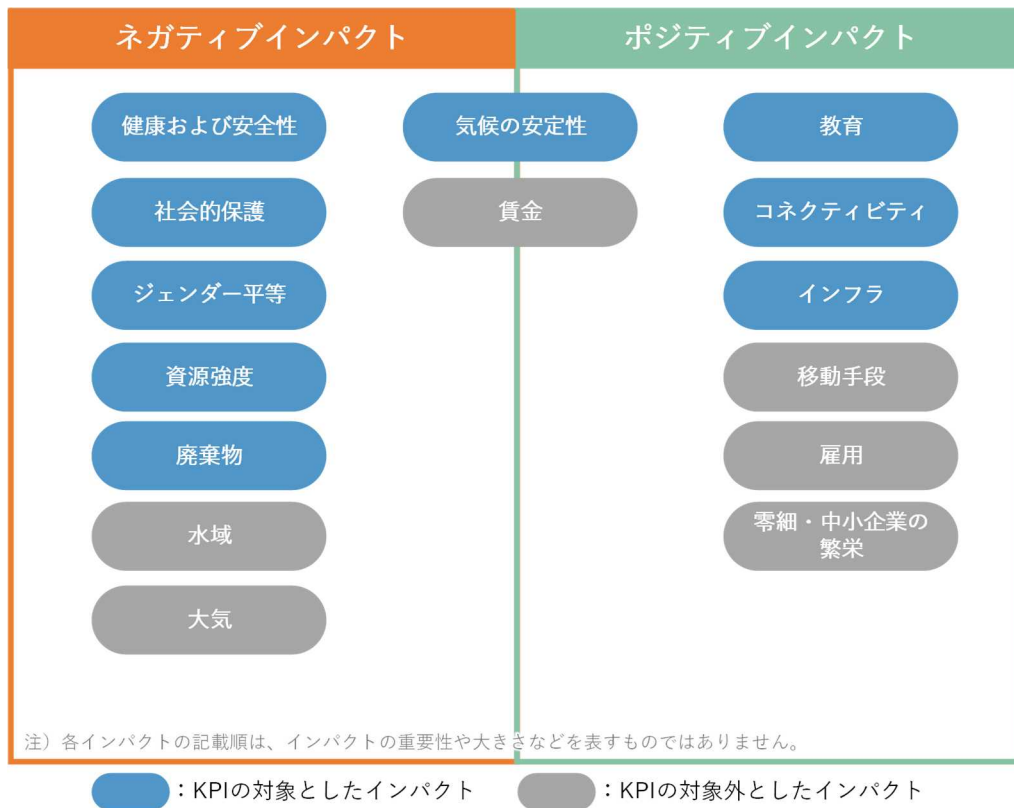 ネガティブインパクト
ポジティブインパクト
健康および安全性
気候の安定性
教育
社会的保護
賃金
コネクティビティ
ジェンダー平等
インフラ
資源強度
移動手段
廃棄物
雇用
水域
零細・中小企業の
繁栄
大気
注）各インパクトの記載順は、インパクトの重要性や大きさなどを表すものではありません。
：KPIの対象としたインパクト
：KPIの対象外としたインパクト